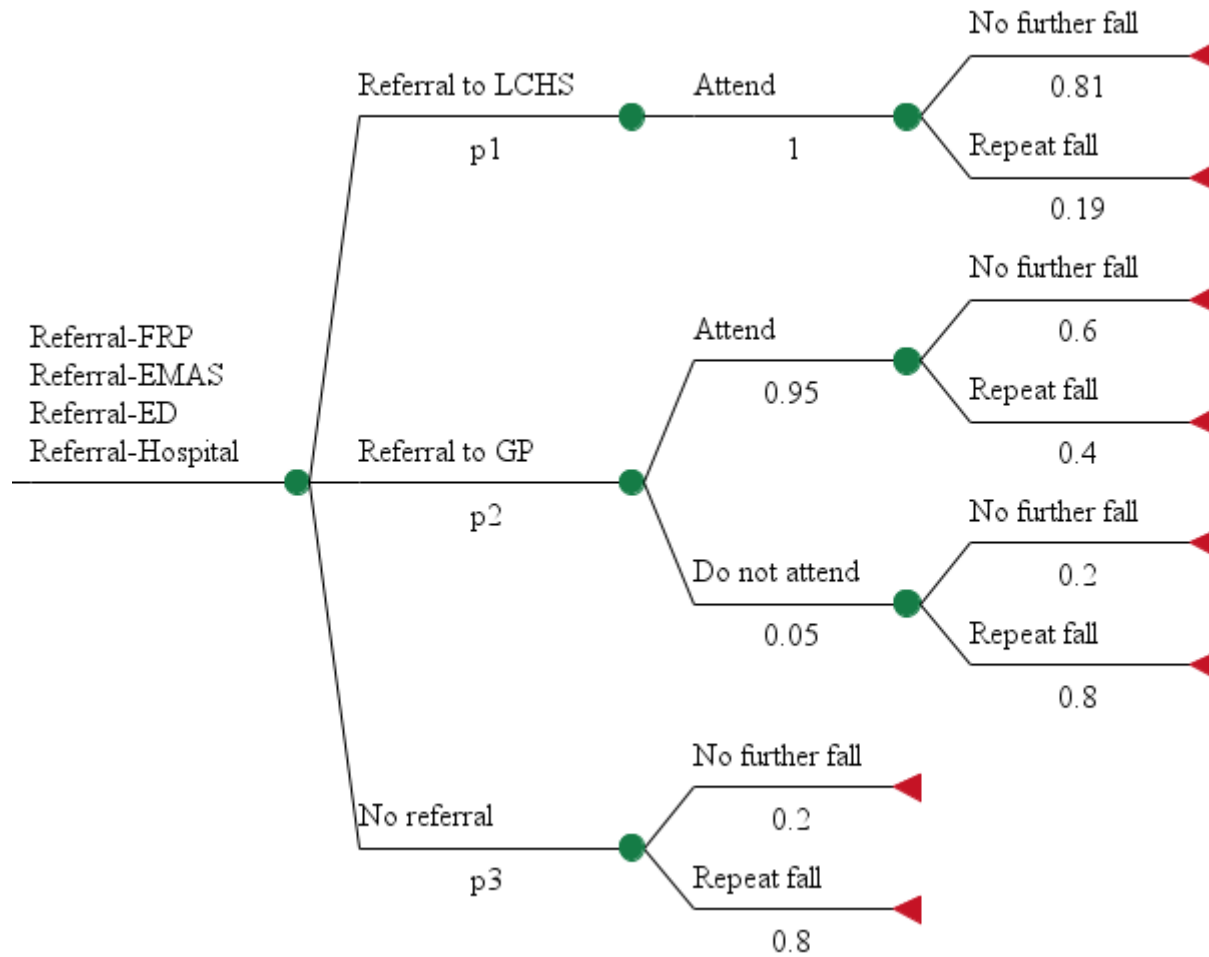 No further fall
0.81
Referral to LCHS
Attend
p1
1
Repeat fall
0.19
No further fall
0.6
Referral-FRP
Referral-EMAS
Referral-ED
Referral-Hospital
Attend
0.95
Repeat fall
0.4
Referral to GP
p2
No further fall
0.2
Do not attend
0.05
Repeat fall
0.8
No further fall
0.2
No referral
p3
Repeat fall
0.8